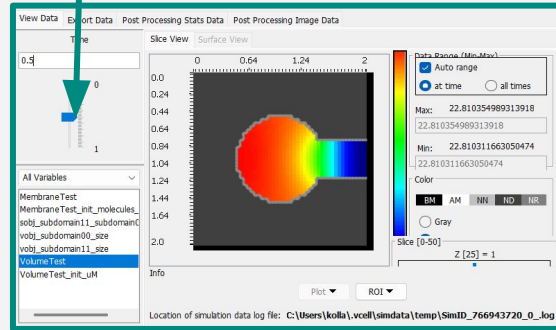 View Data Export Data Post Processing Stats Data Post Processing Image Data
Slice View Surface View
0.5
0
1
All Variables
MembraneTest
MembraneTest_init_molecules_
sobj_subdomain11_subdomain0
vobj_subdomain00_size
vobj_subdomain11_size
VolumeTest
VolumeTest_init_uM
0 0.64 1.24 2
0.0
0.24
0.44
0.64
0.84
1.04
1.24
1.44
1.64
2.0
Data Range (Min-Max)
Auto range
at time all times
Max: 22.810354989313918
22.810354989313918
Min: 22.810311663050474
22.810311663050474
Color
BM AM NN ND NR
Gray
Slice [0-50]
Z [25] = 1
Info
Plot ROI
Location of simulation data log file: C:\Users\kolla\.vcell\simdata\temp\SimID_766943720_0_.log